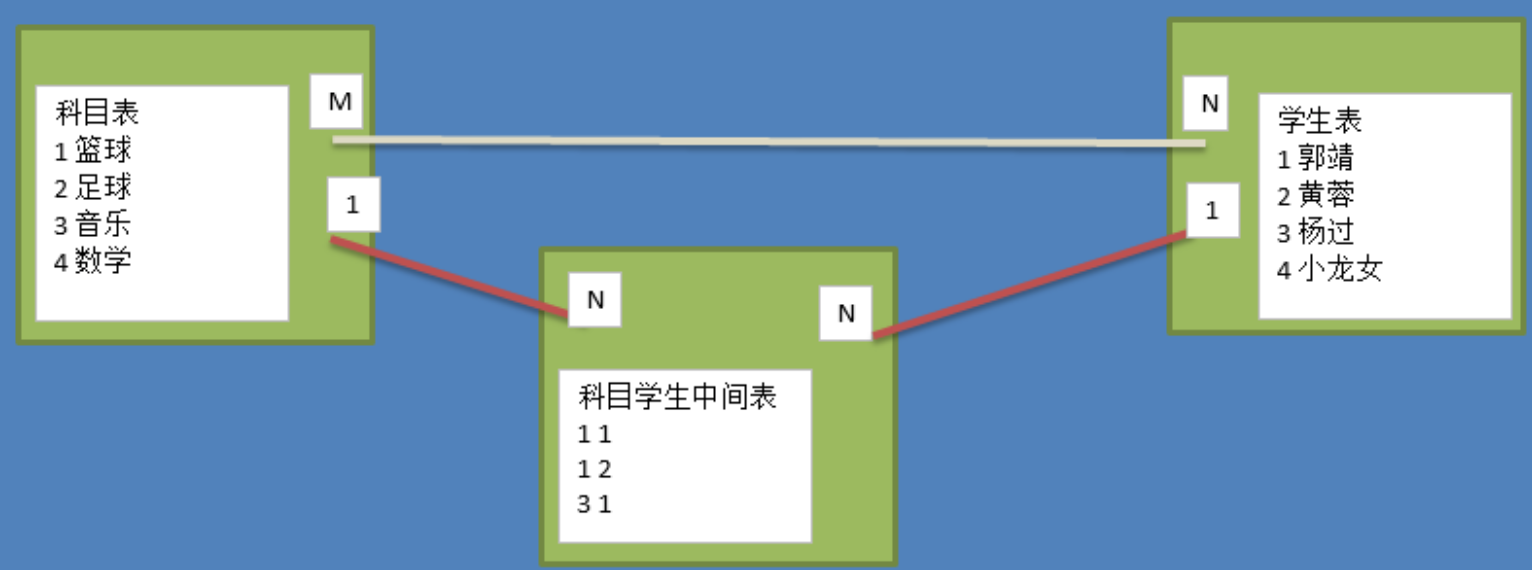 科目表
1 篮球
2 足球
3 音乐
4 数学
M
1
N
1
学生表
1 郭靖
2 黄蓉
3 杨过
4 小龙女
N
N
科目学生中间表
1 1
1 2
3 1